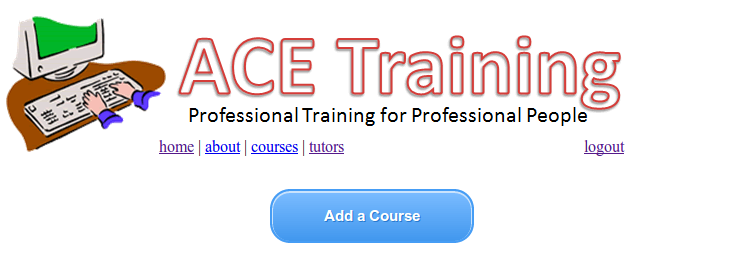 ACE Training
Professional Training for Professional People
home | about | courses | tutors logout
Add a Course